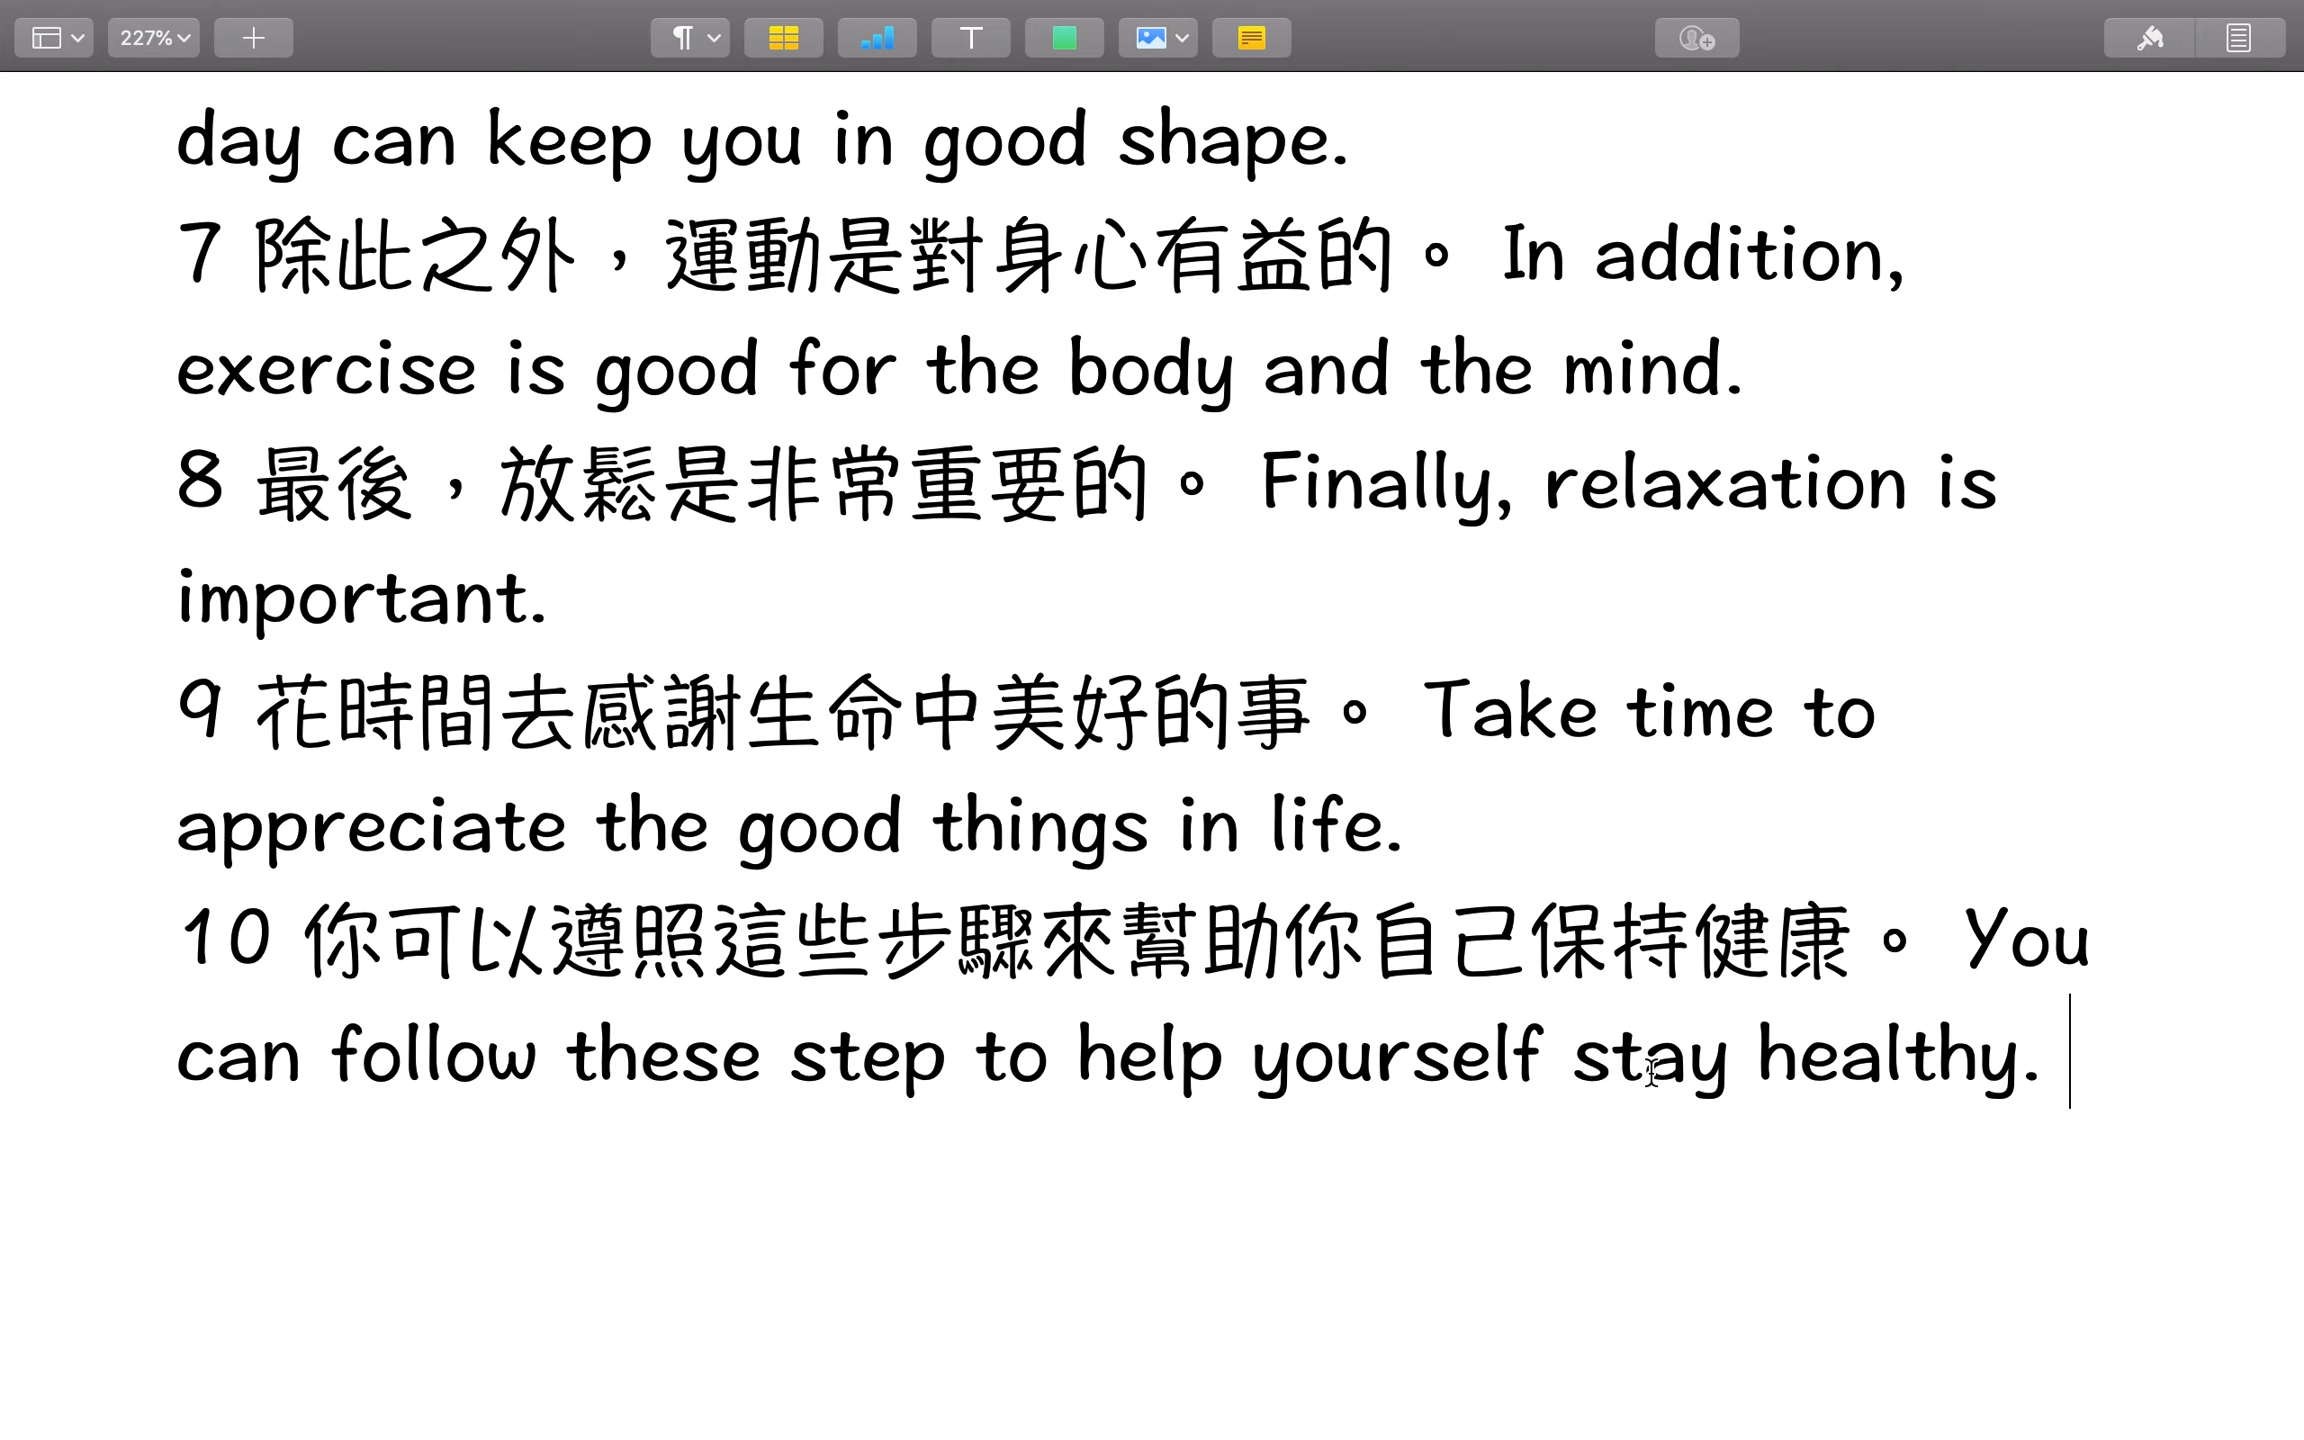 227%
day can keep you in good shape.
7 除此之外，運動是對身心有益的。 In addition,
exercise is good for the body and the mind.
8 最後，放鬆是非常重要的。 Finally, relaxation is
important.
9 花時間去感謝生命中美好的事。 Take time to
appreciate the good things in life.
10 你可以遵照這些步驟來幫助你自己保持健康。 You
can follow these step to help yourself stay healthy.